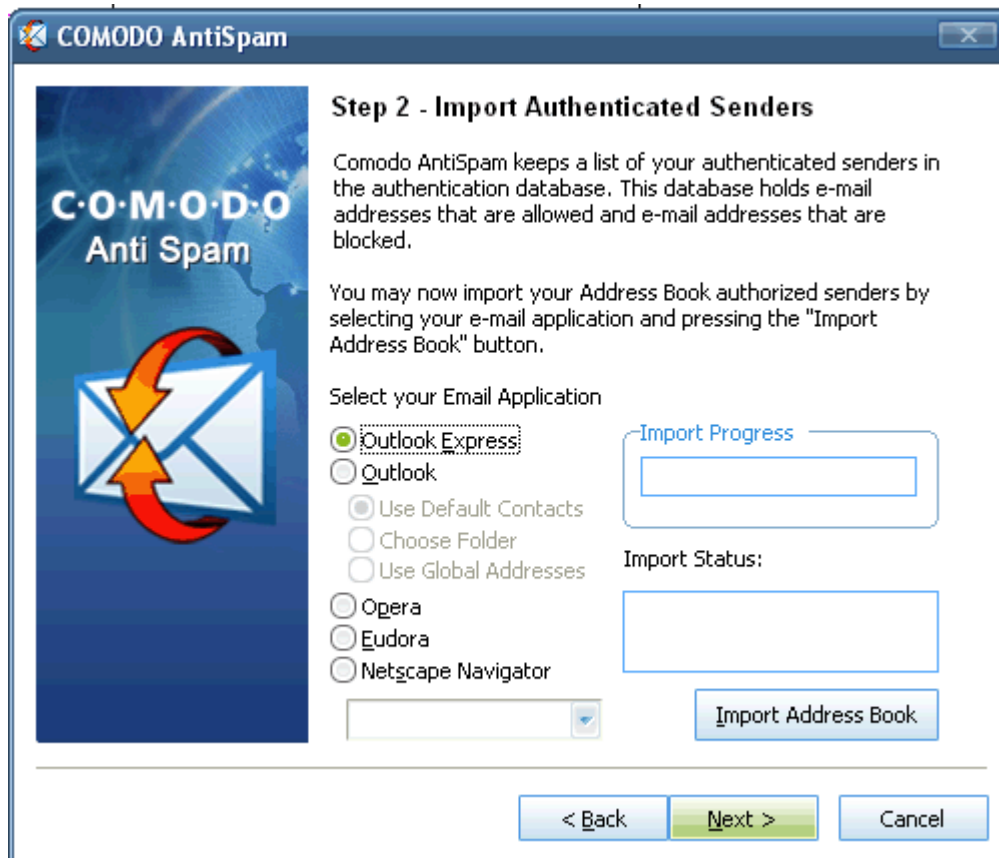 COMODO AntiSpam
C·O·M·O·D·O
Anti Spam
Step 2 - Import Authenticated Senders
Comodo AntiSpam keeps a list of your authenticated senders in
the authentication database. This database holds e-mail
addresses that are allowed and e-mail addresses that are
blocked.
You may now import your Address Book authorized senders by
selecting your e-mail application and pressing the "Import
Address Book" button.
Select your Email Application
Outlook Express
Outlook
Use Default Contacts
Choose Folder
Use Global Addresses
Opera
Eudora
Netscape Navigator
Import Progress
Import Status:
Import Address Book
< Back
Next >
Cancel